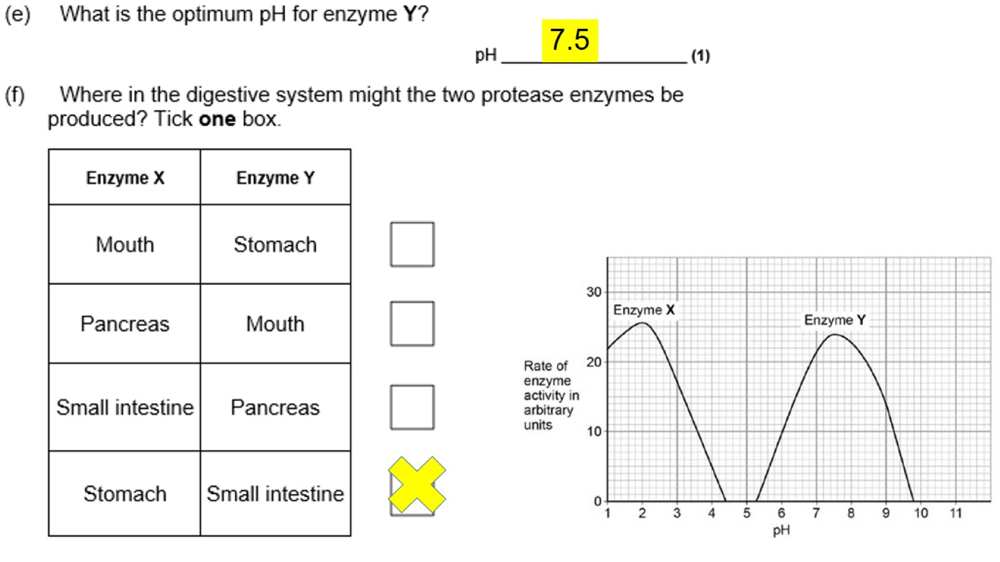 (e) What is the optimum pH for enzyme Y?
7.5
pH ____________________ (1)
(f) Where in the digestive system might the two protease enzymes be
produced? Tick one box.
Enzyme X Enzyme Y
Mouth Stomach
Pancreas Mouth
Small intestine Pancreas
Stomach Small intestine
30
Enzyme X
Enzyme Y
Rate of
enzyme
activity in
arbitrary
units
20
10
0
1 2 3 4 5 6 7 8 9 10 11
pH